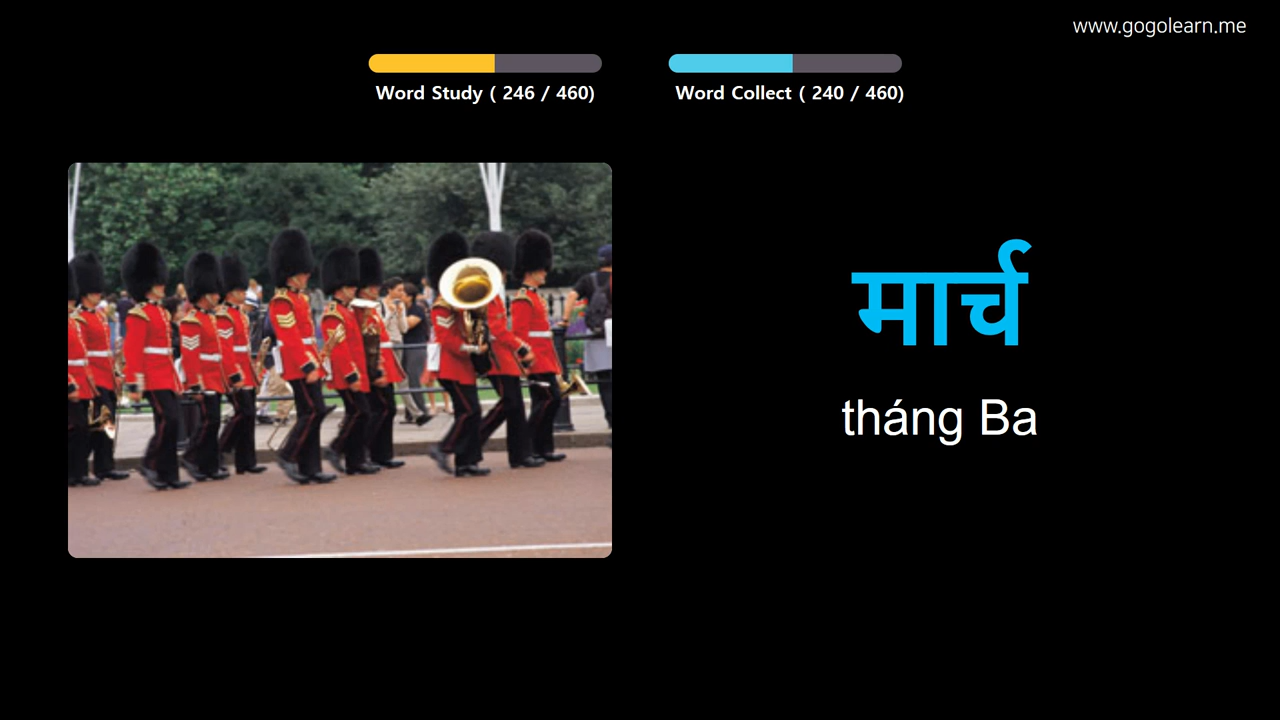 www.gogolearn.me
Word Study ( 246 / 460)
Word Collect ( 240 / 460)
मार्च
tháng Ba